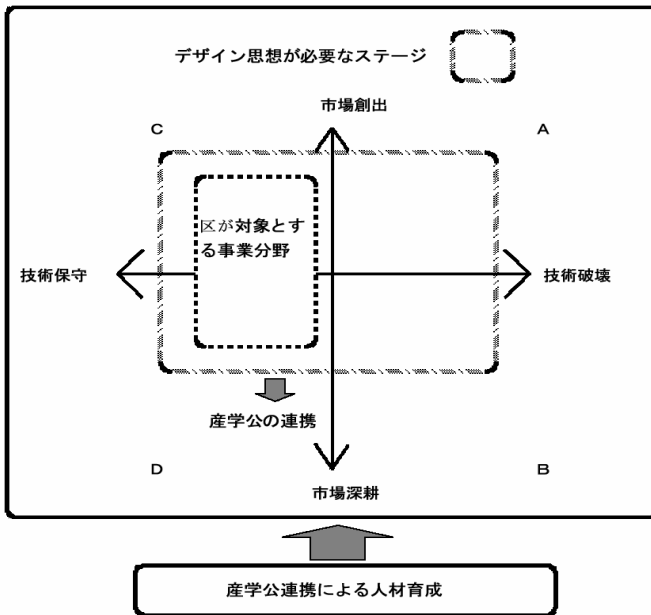 デザイン思想が必要なステージ
市場創出
C
A
区が対象とす
る事業分野
技術保守
技術破壊
産学公の連携
D
B
市場深耕
産学公連携による人材育成